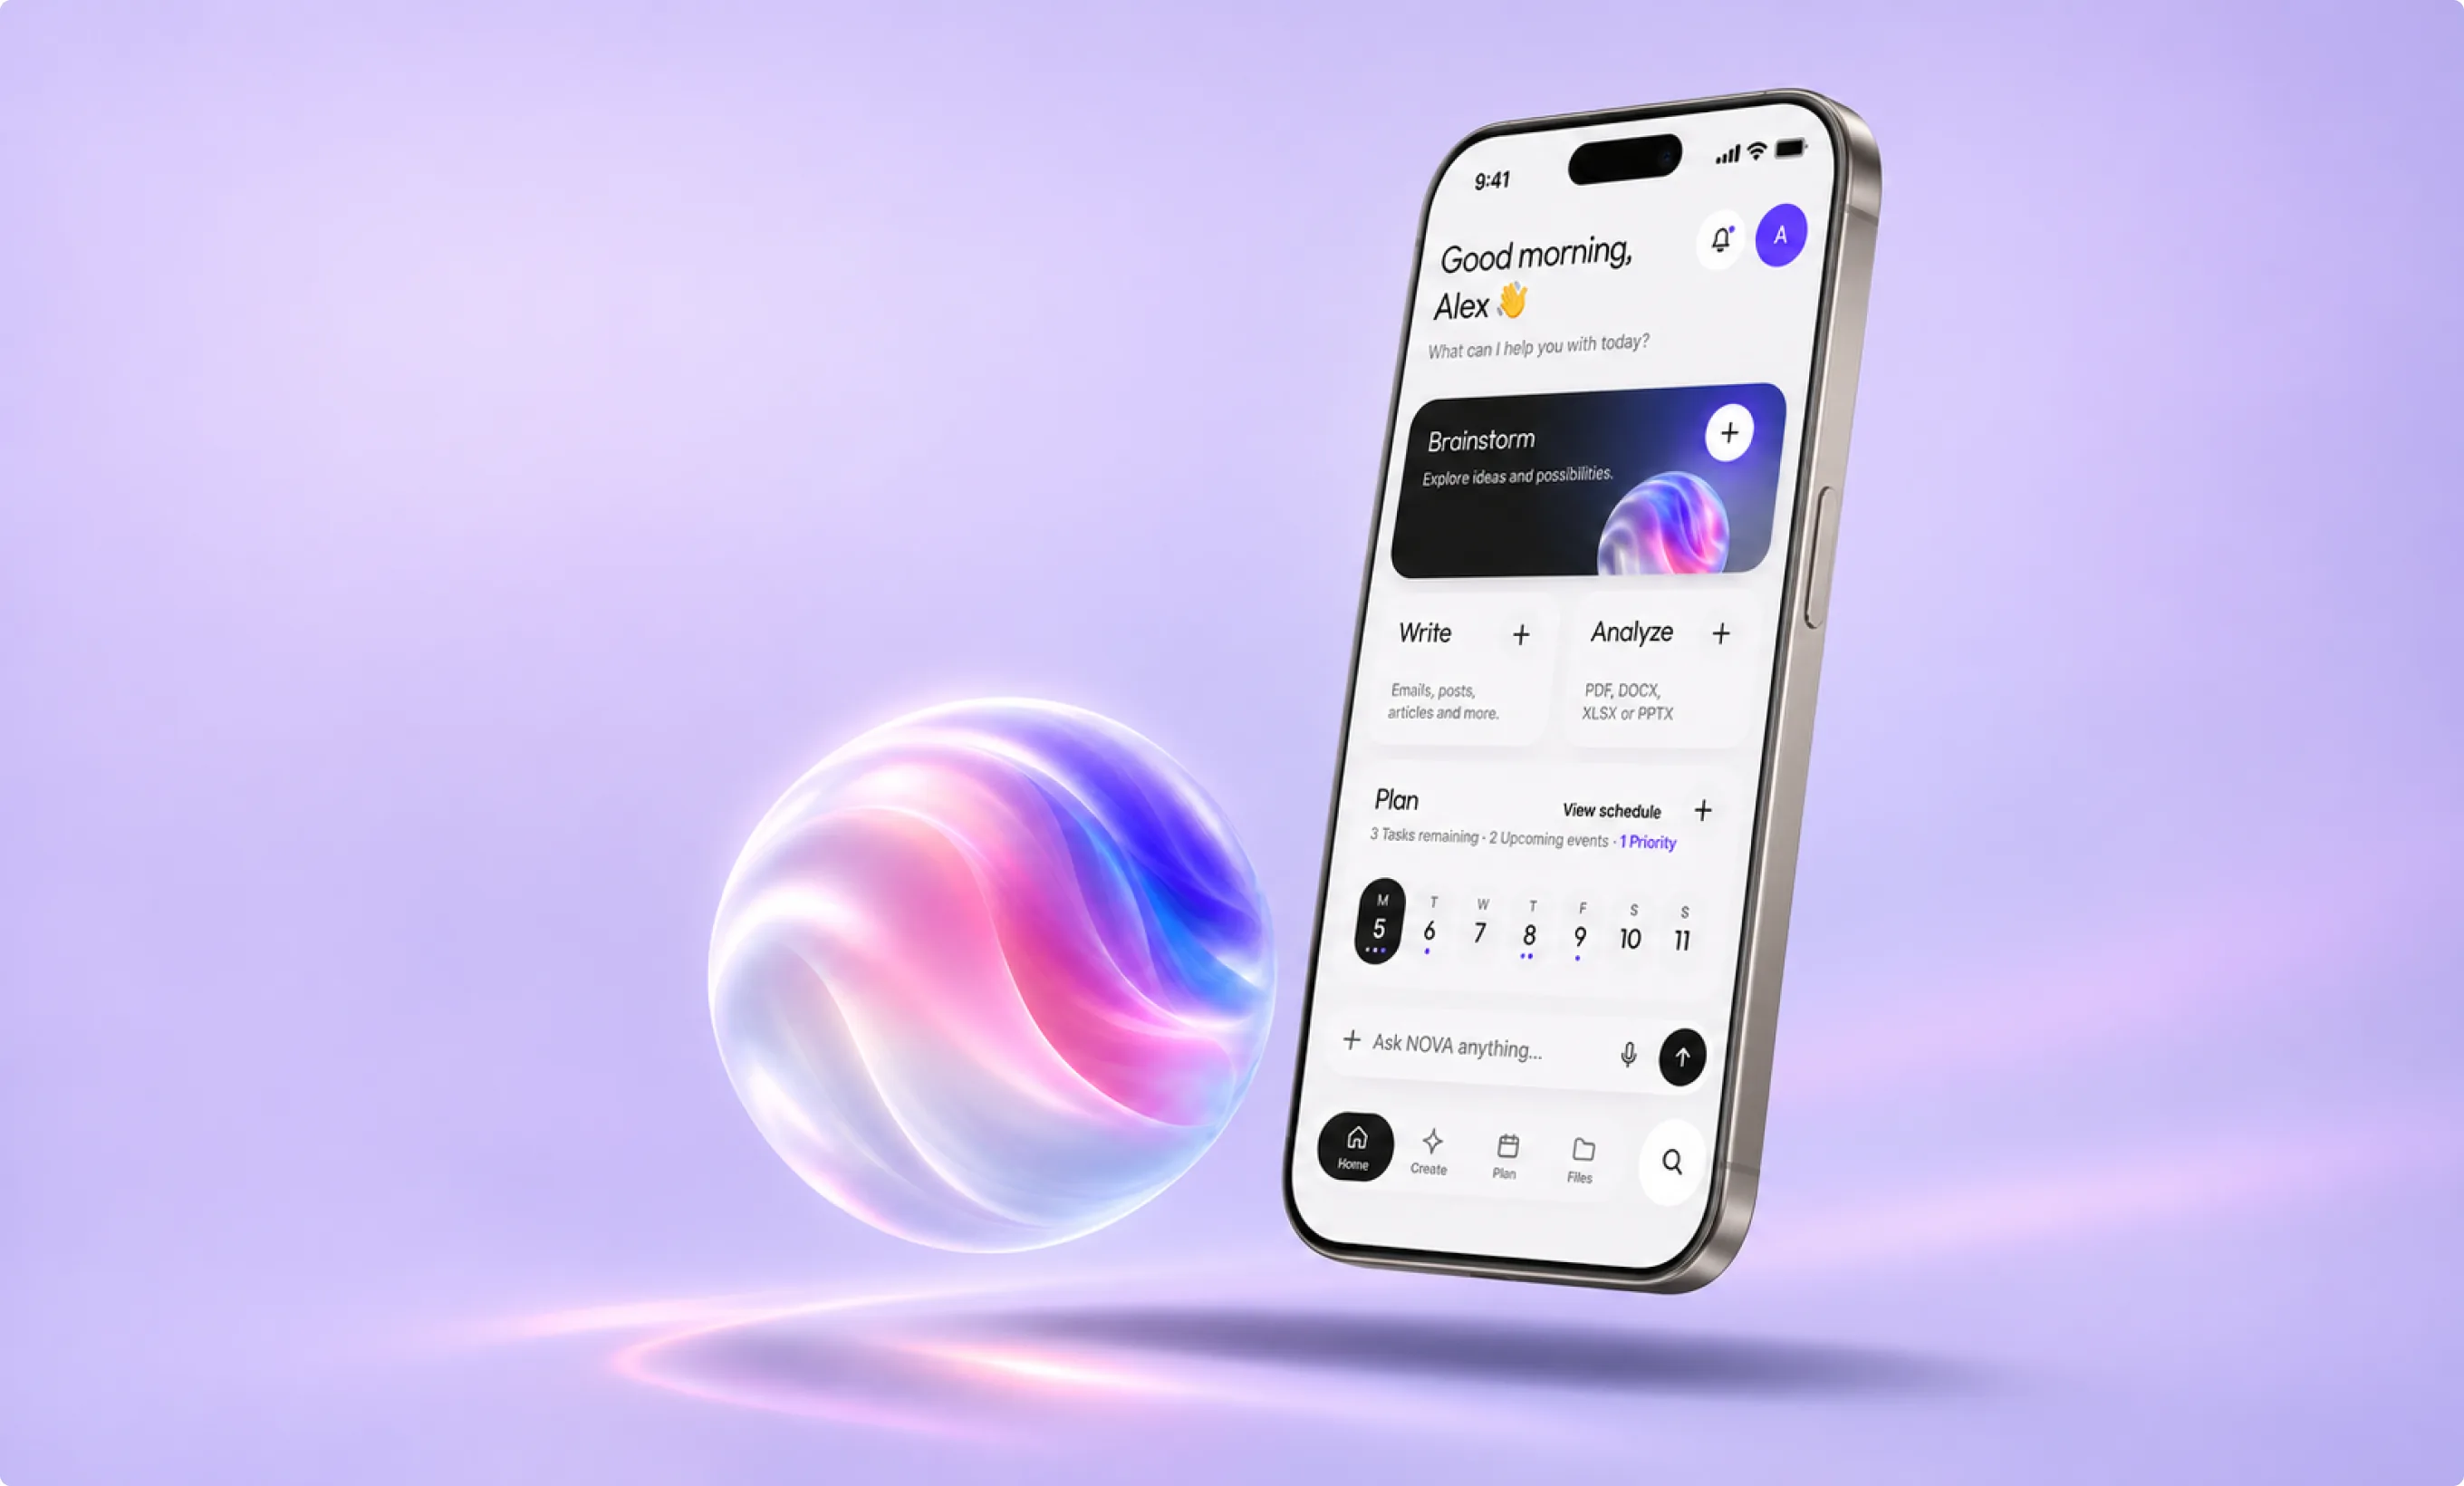 9:41
A
Good morning,
Alex 👋
What can I help you with today?
Brainstorm
Explore ideas and possibilities.
Write
Emails, posts,
articles and more.
Analyze
PDF, DOCX,
XLSX or PPTX
Plan
View schedule
3 Tasks remaining · 2 Upcoming events · 1 Priority
M T W T F S S
5 6 7 8 9 10 11
Ask NOVA anything...
Home Create Plan Files